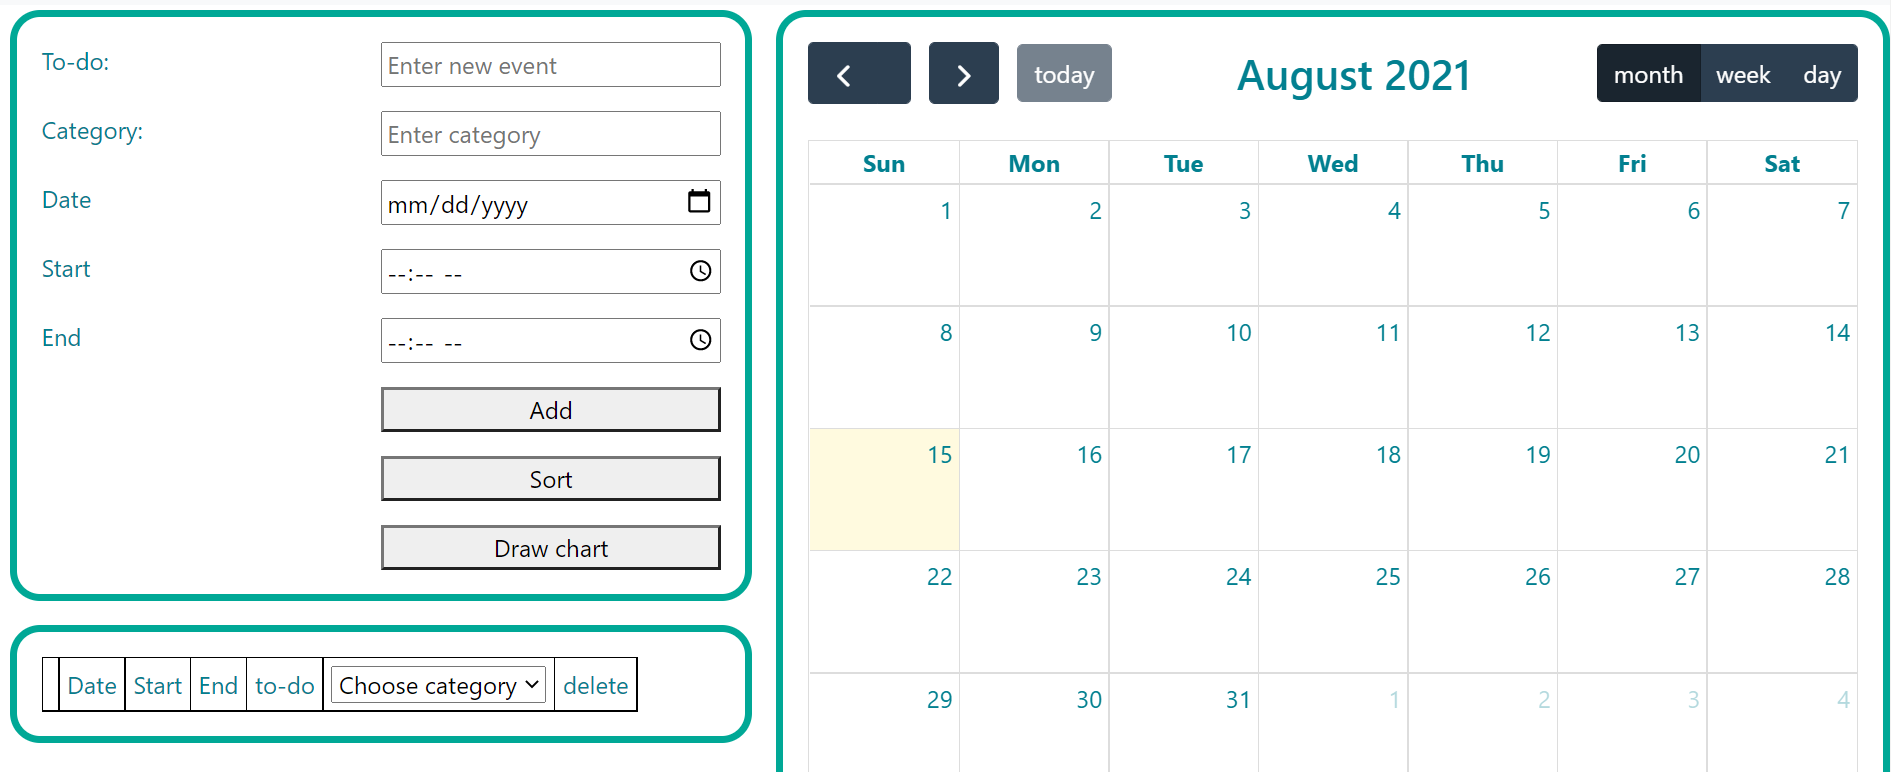 To-do:
Enter new event
Category:
Enter category
Date
mm/dd/yyyy
Start
--:-- --
End
--:-- --
Add
Sort
Draw chart
Date Start End to-do Choose category delete
today
August 2021
month week day
Sun Mon Tue Wed Thu Fri Sat
1 2 3 4 5 6 7
8 9 10 11 12 13 14
15 16 17 18 19 20 21
22 23 24 25 26 27 28
29 30 31 1 2 3 4